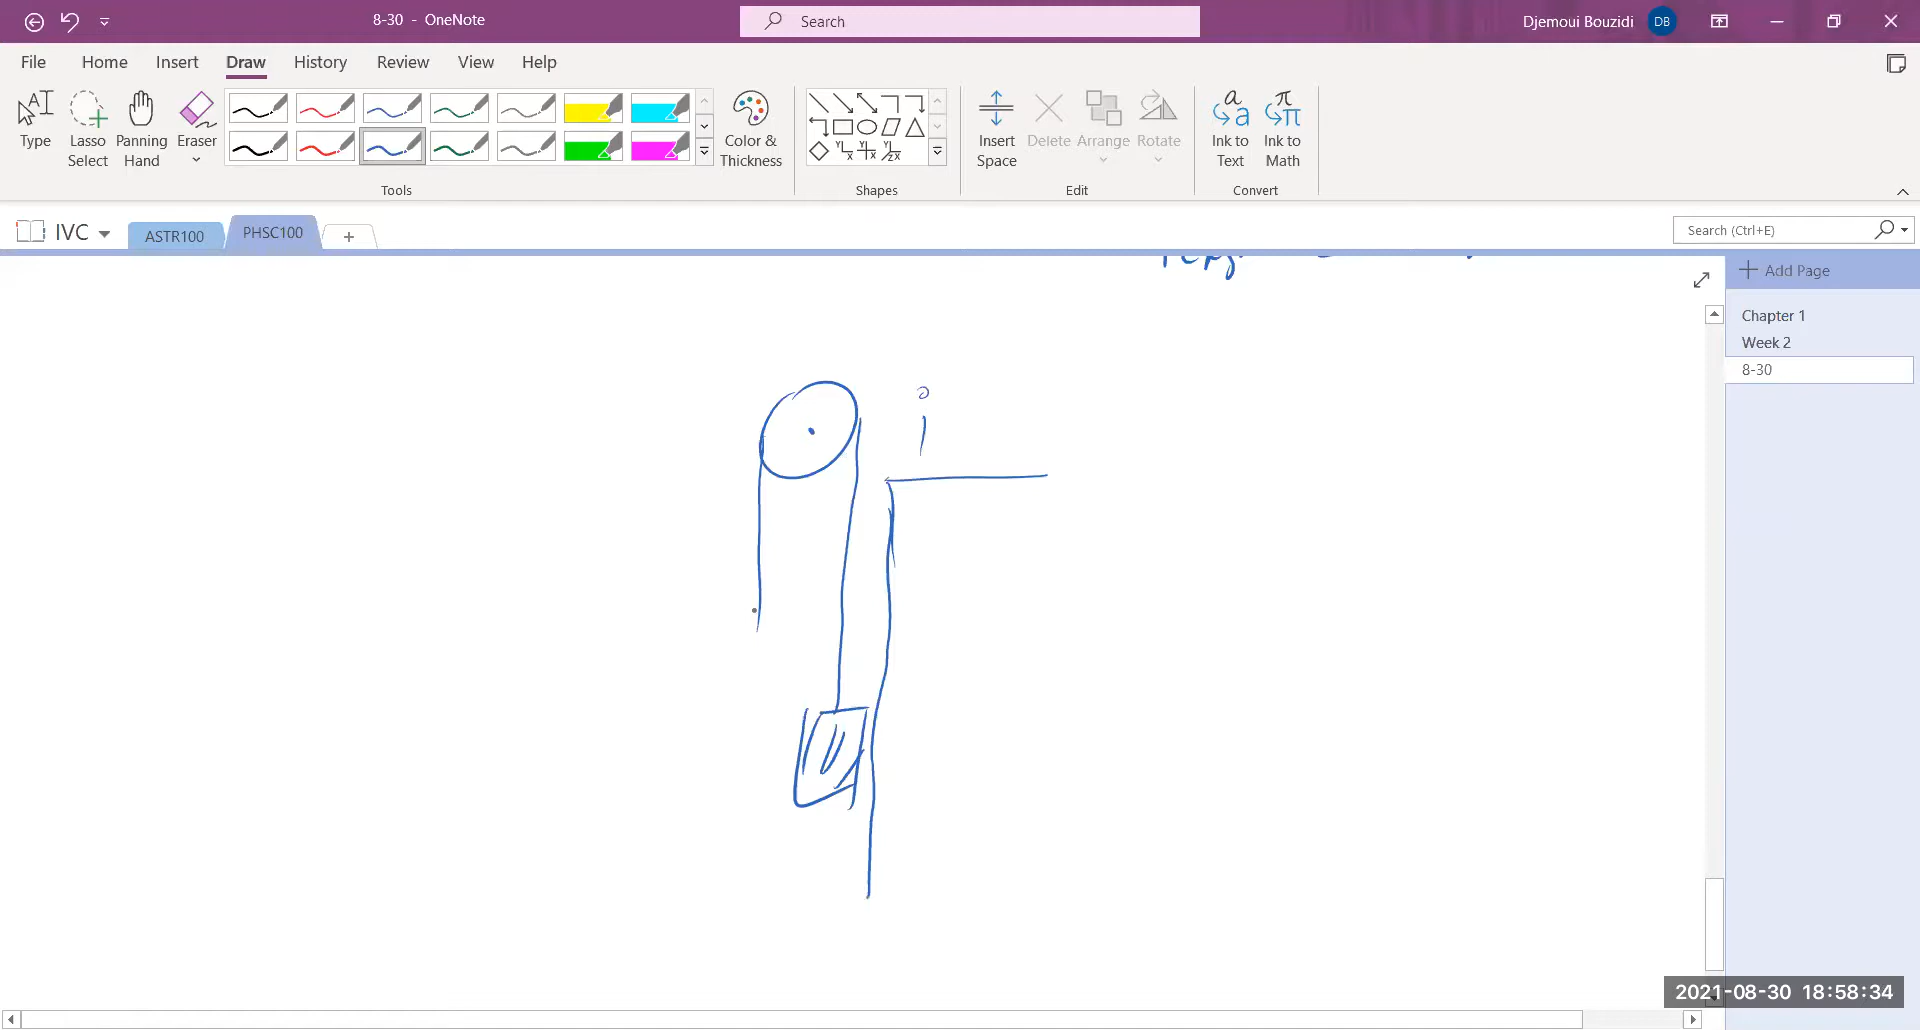 8-30 - OneNote
Search
Djemoui Bouzidi
DB
File
Home
Insert
Draw
History
Review
View
Help
Type
Lasso
Select
Panning
Hand
Eraser
Color &
Thickness
Insert
Space
Delete
Arrange
Rotate
Ink to
Text
Ink to
Math
Tools
Shapes
Edit
Convert
IVC
ASTR100
PHSC100
Search (Ctrl+E)
Add Page
Chapter 1
Week 2
8-30
2021-08-30 18:58:34